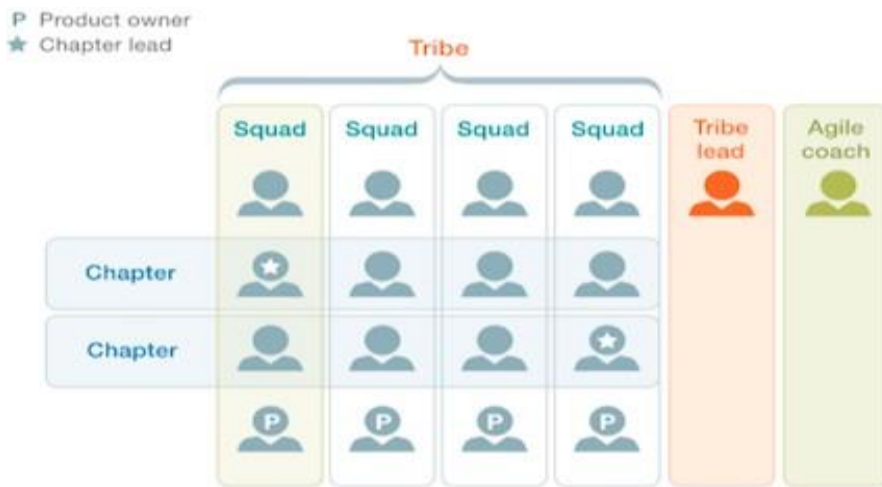 P Product owner
★ Chapter lead
Tribe
Squad
Squad
Squad
Squad
Tribe
lead
Agile
coach
Chapter
Chapter
P
P
P
P